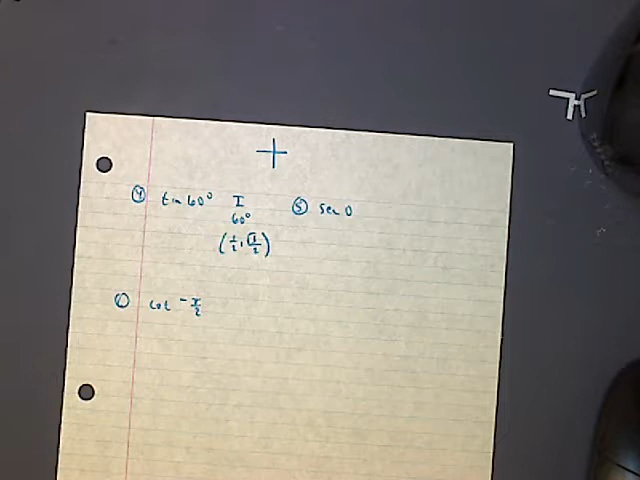 ④ tan 60° I ⑤ sec 0
60°
(1/2, √3/2)
⑥ cot -π/2